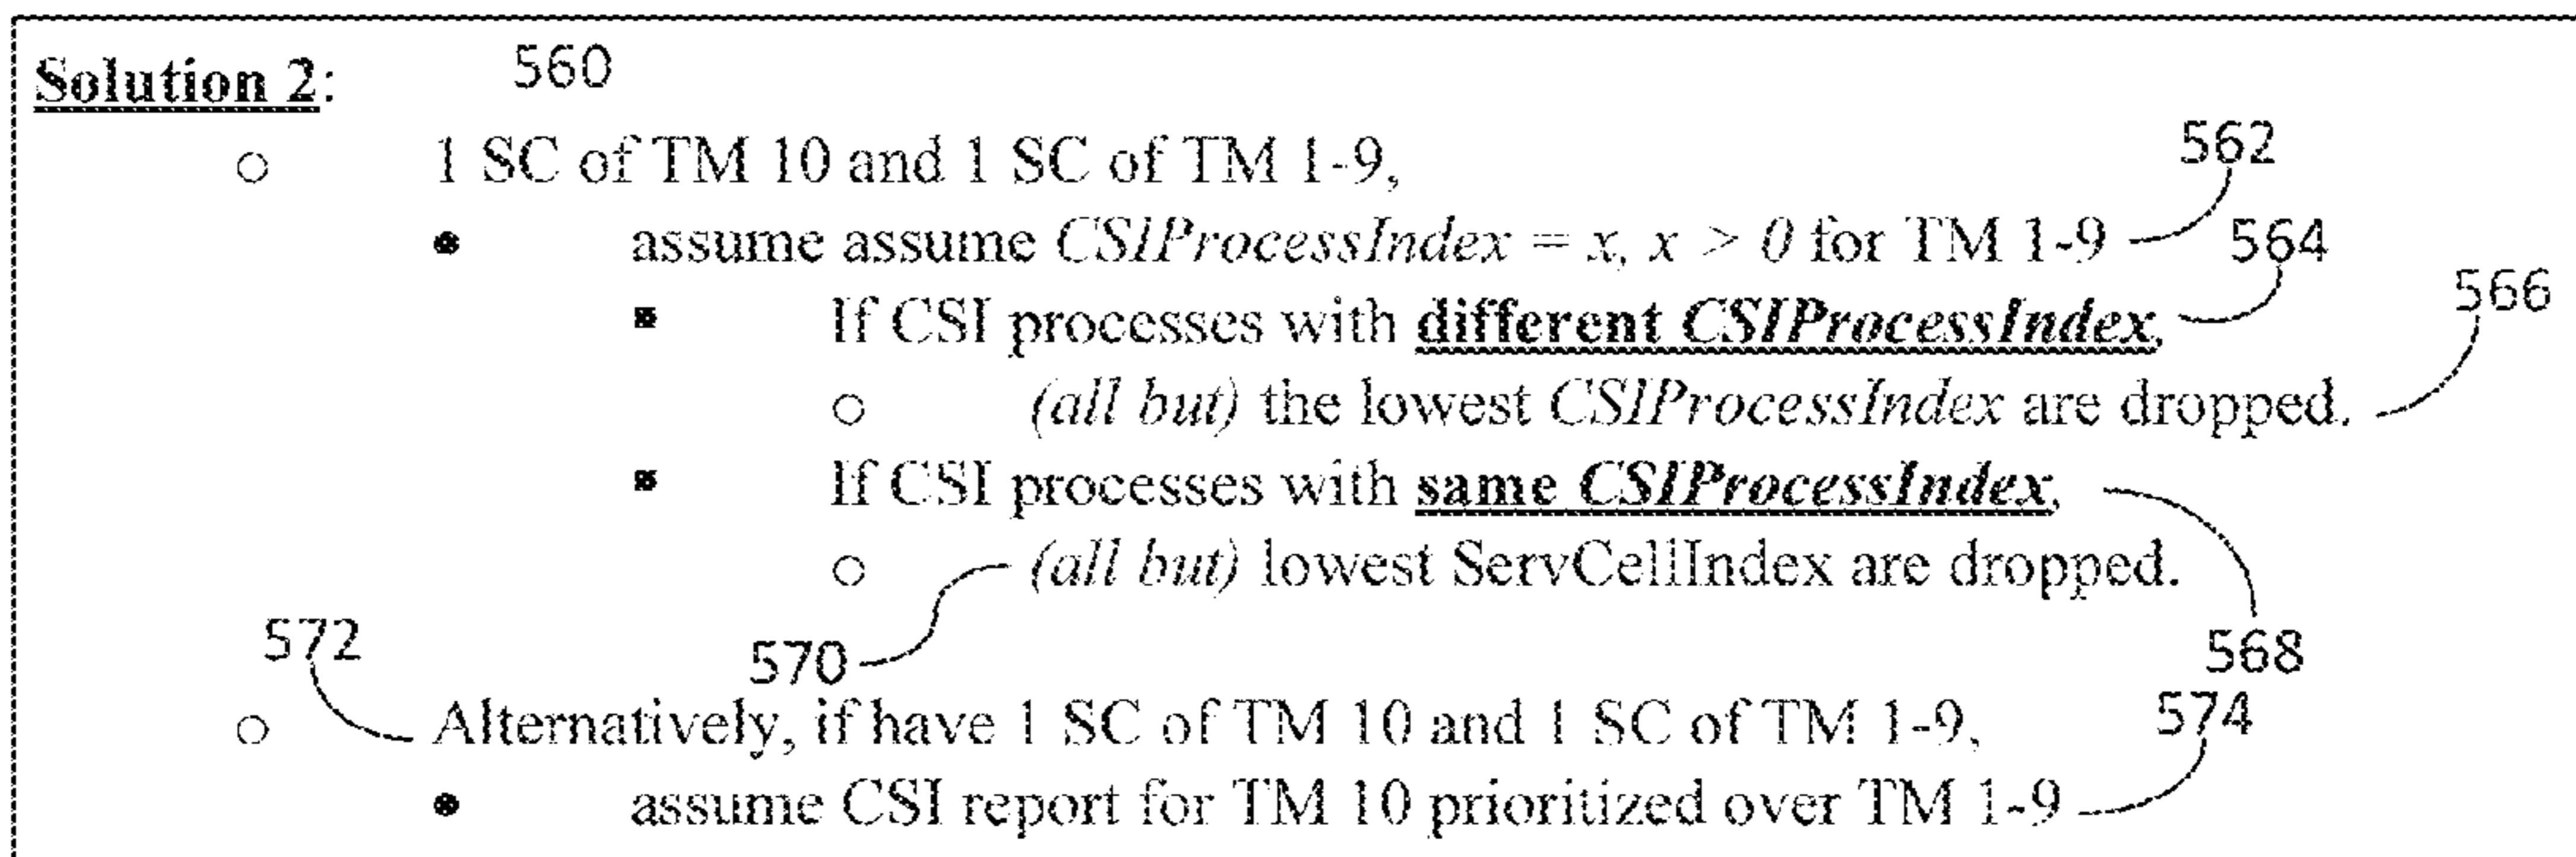 Solution 2: 560
○ 1 SC of TM 10 and 1 SC of TM 1-9,
562
• assume assume CSIProcessIndex = x, x > 0 for TM 1-9
564
▪ If CSI processes with different CSIProcessIndex,
566
○ (all but) the lowest CSIProcessIndex are dropped.
▪ If CSI processes with same CSIProcessIndex,
○ (all but) lowest ServCellIndex are dropped.
572 570 568
○ Alternatively, if have 1 SC of TM 10 and 1 SC of TM 1-9,
574
• assume CSI report for TM 10 prioritized over TM 1-9